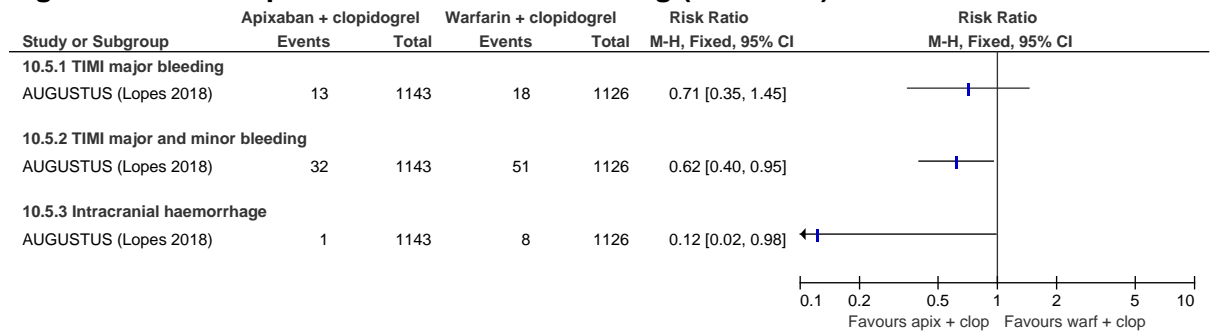 Apixaban + clopidogrel Warfarin + clopidogrel Risk Ratio Risk Ratio
Study or Subgroup Events Total Events Total M-H, Fixed, 95% CI M-H, Fixed, 95% CI
10.5.1 TIMI major bleeding
AUGUSTUS (Lopes 2018) 13 1143 18 1126 0.71 [0.35, 1.45]
10.5.2 TIMI major and minor bleeding
AUGUSTUS (Lopes 2018) 32 1143 51 1126 0.62 [0.40, 0.95]
10.5.3 Intracranial haemorrhage
AUGUSTUS (Lopes 2018) 1 1143 8 1126 0.12 [0.02, 0.98]
0.1 0.2 0.5 1 2 5 10
Favours apix + clop Favours warf + clop